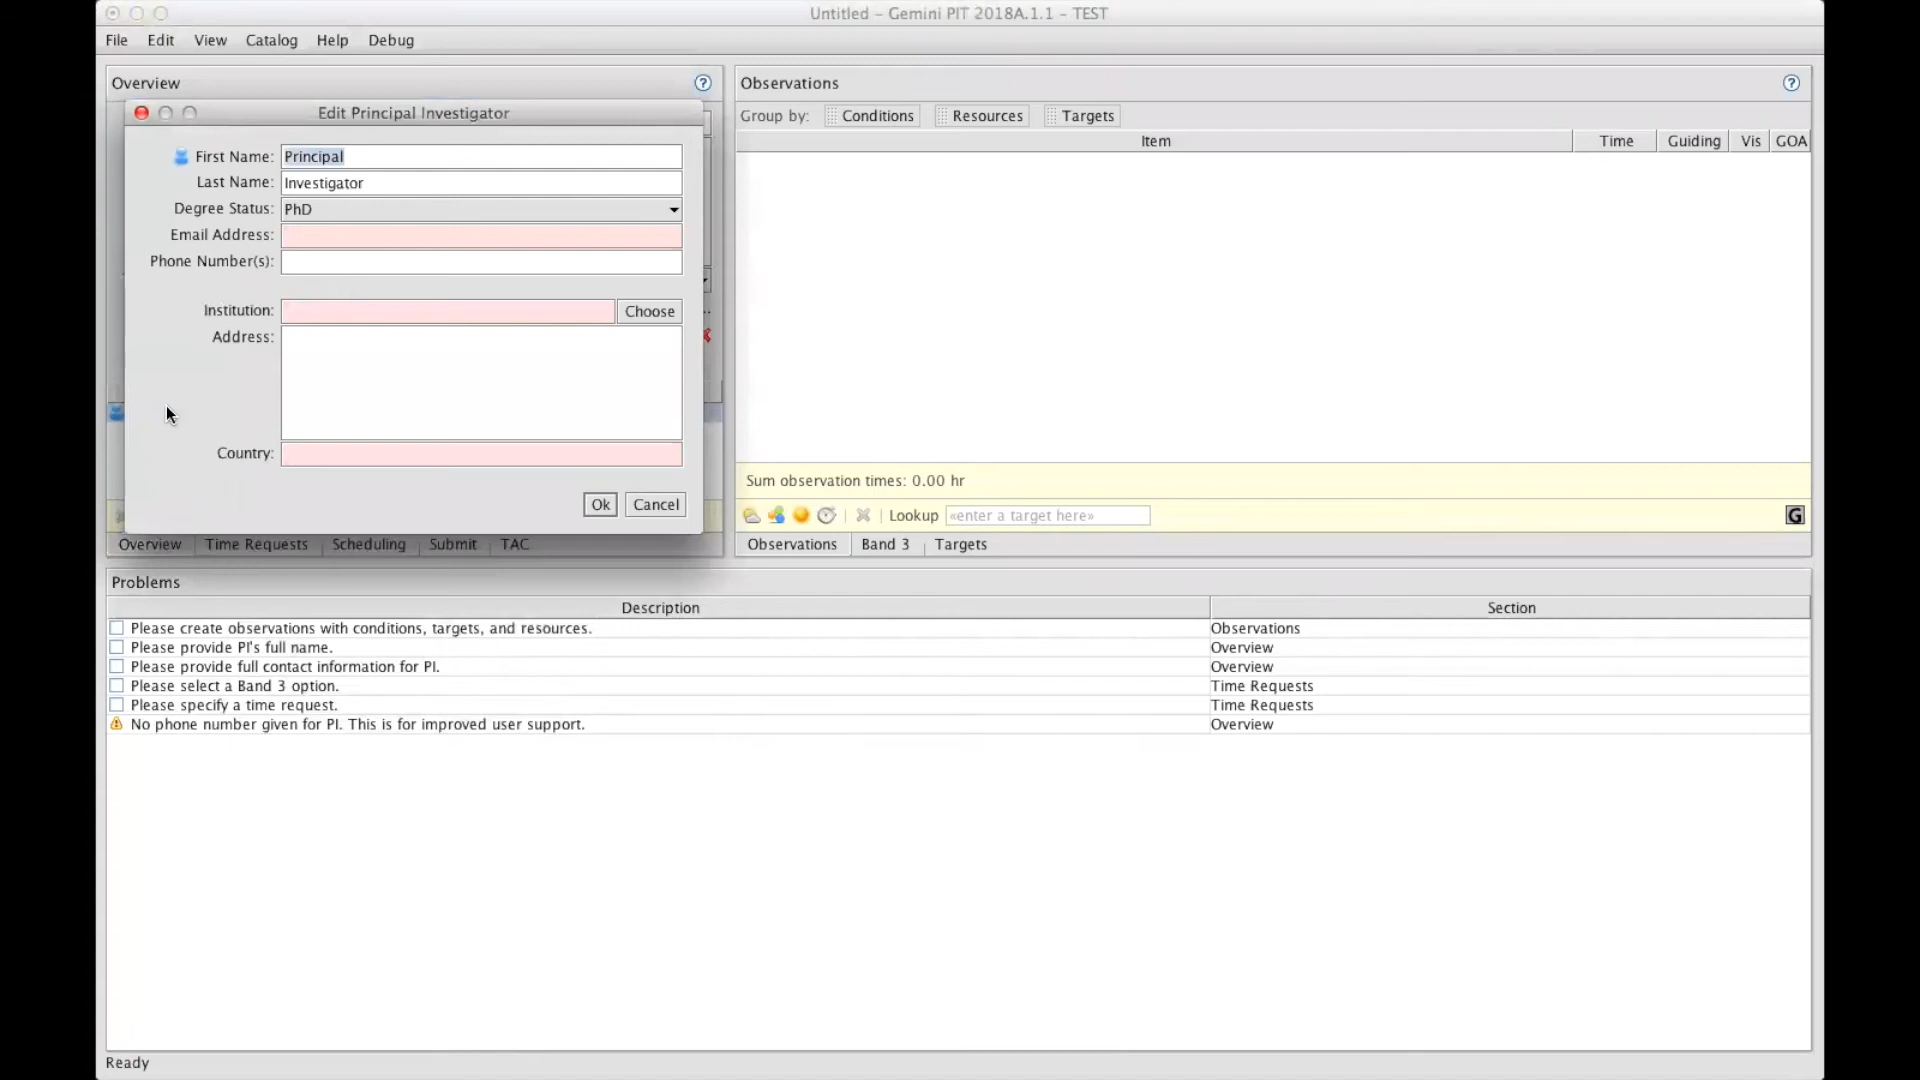 Untitled – Gemini PIT 2018A.1.1 – TEST
File Edit View Catalog Help Debug
Overview
Edit Principal Investigator
First Name: Principal
Last Name: Investigator
Degree Status: PhD
Email Address:
Phone Number(s):
Institution: Choose
Address:
Country:
Ok Cancel
Overview Time Requests Scheduling Submit TAC
Observations
Group by: Conditions Resources Targets
Item Time Guiding Vis GOA
Sum observation times: 0.00 hr
Lookup «enter a target here» G
Observations Band 3 Targets
Problems
Description Section
Please create observations with conditions, targets, and resources. Observations
Please provide PI's full name. Overview
Please provide full contact information for PI. Overview
Please select a Band 3 option. Time Requests
Please specify a time request. Time Requests
No phone number given for PI. This is for improved user support. Overview
Ready